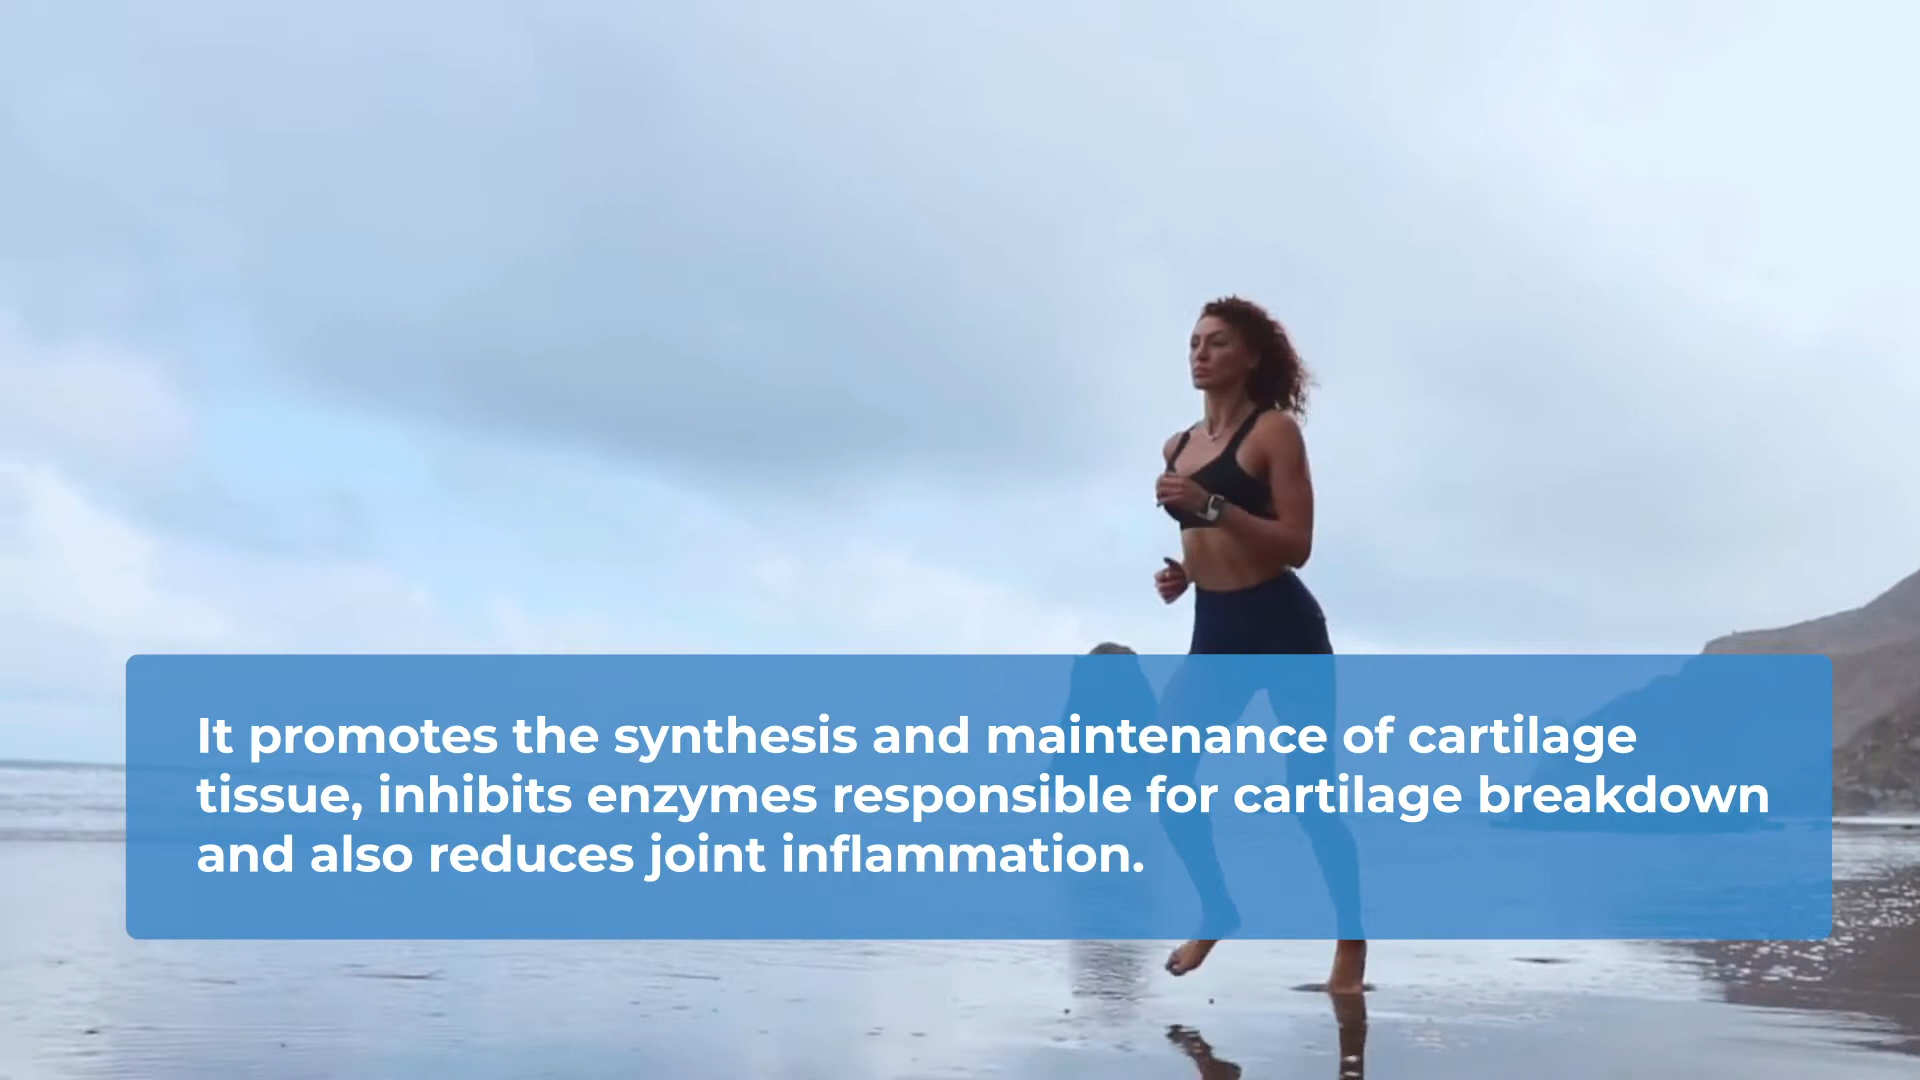 It promotes the synthesis and maintenance of cartilage
tissue, inhibits enzymes responsible for cartilage breakdown
and also reduces joint inflammation.